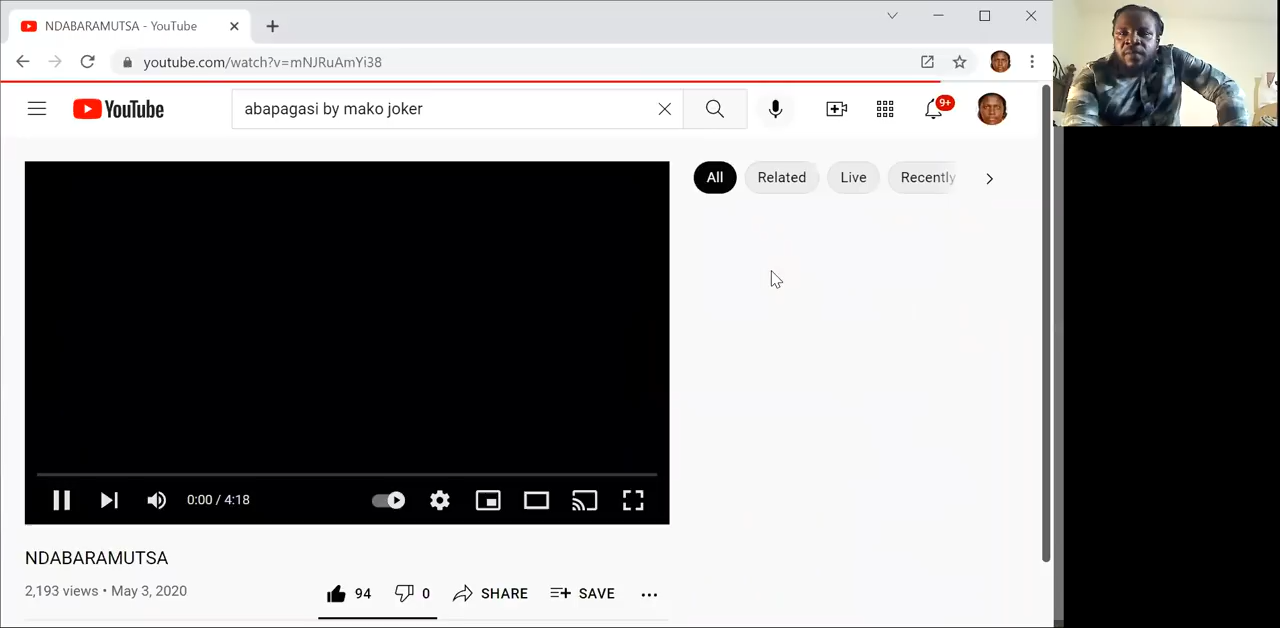 NDABARAMUTSA - YouTube
youtube.com/watch?v=mNJRuAmYi38
YouTube
abapagasi by mako joker
9+
All Related Live Recently
0:00 / 4:18
NDABARAMUTSA
2,193 views • May 3, 2020
94 0 SHARE SAVE